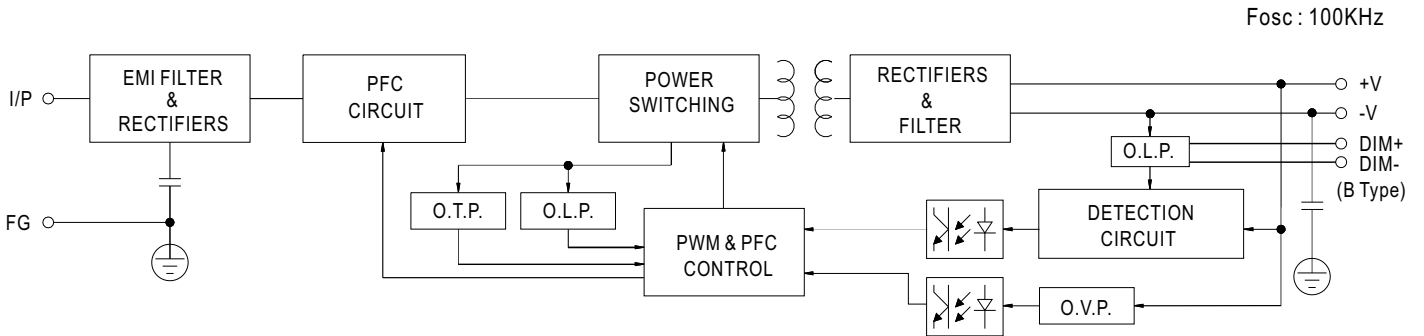 Fosc : 100KHz
I/P
EMI FILTER
&
RECTIFIERS
PFC
CIRCUIT
POWER
SWITCHING
RECTIFIERS
&
FILTER
+V
-V
O.L.P.
DIM+
DIM-
(B Type)
FG
O.T.P.
O.L.P.
PWM & PFC
CONTROL
DETECTION
CIRCUIT
O.V.P.